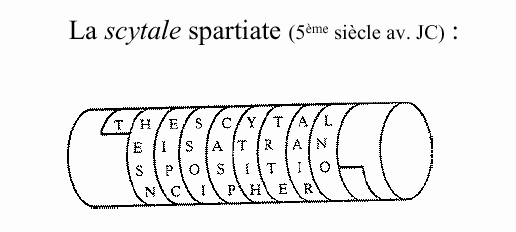 La scytale spartiate (5ème siècle av. JC) :
T H E S C Y T A L
E I S A T R A N
S P O S I T I O
N C I P H E R